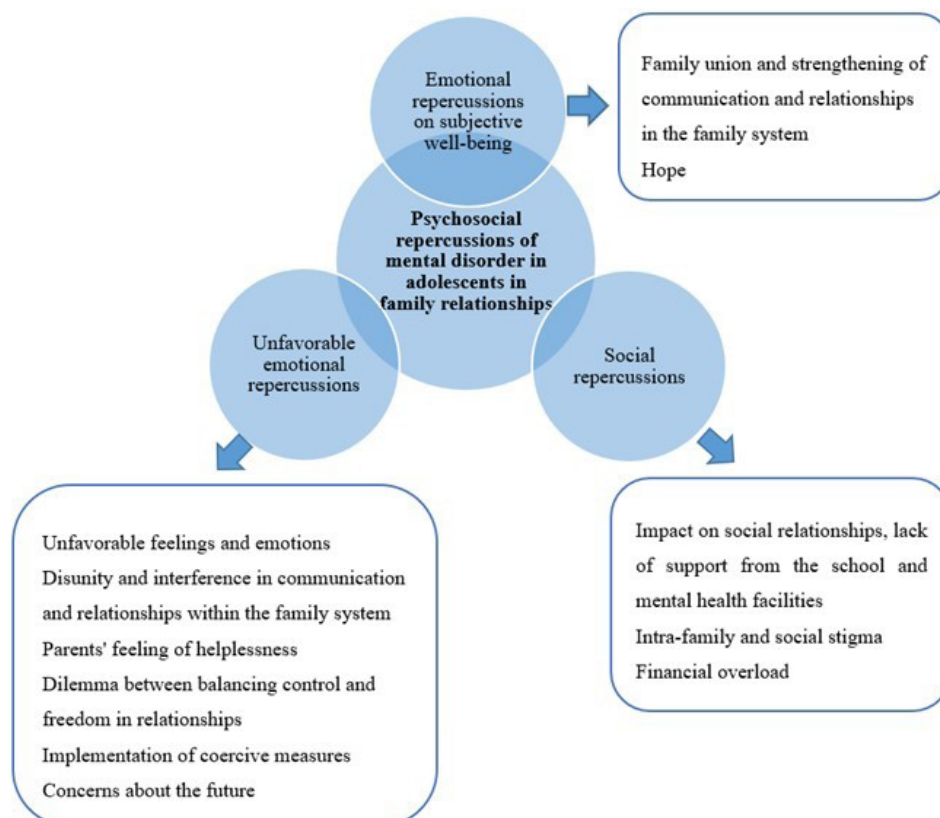 Emotional
repercussions
on subjective
well-being
Family union and strengthening of
communication and relationships
in the family system
Hope
Psychosocial
repercussions of
mental disorder in
adolescents in
family relationships
Unfavorable
emotional
repercussions
Social
repercussions
Unfavorable feelings and emotions
Disunity and interference in communication
and relationships within the family system
Parents' feeling of helplessness
Dilemma between balancing control and
freedom in relationships
Implementation of coercive measures
Concerns about the future
Impact on social relationships, lack
of support from the school and
mental health facilities
Intra-family and social stigma
Financial overload